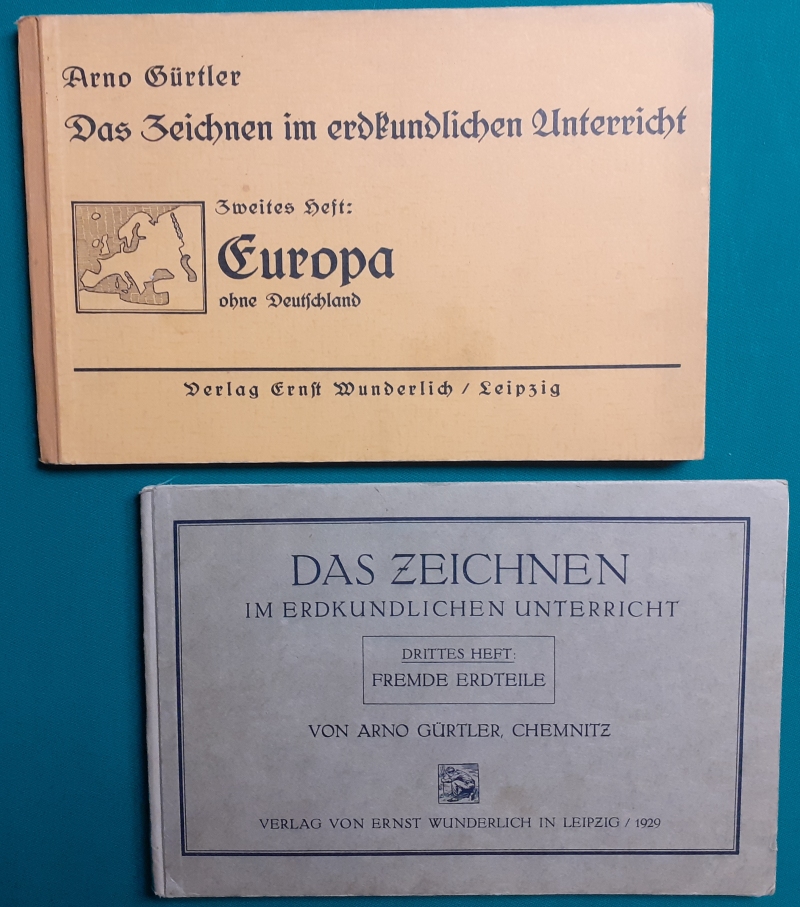 Arno Gürtler
Das Zeichnen im erdkundlichen Unterricht
Zweites Heft:
Europa
ohne Deutschland
Verlag Ernst Wunderlich / Leipzig
DAS ZEICHNEN
IM ERDKUNDLICHEN UNTERRICHT
DRITTES HEFT:
FREMDE ERDTEILE
VON ARNO GÜRTLER, CHEMNITZ
VERLAG VON ERNST WUNDERLICH IN LEIPZIG / 1929